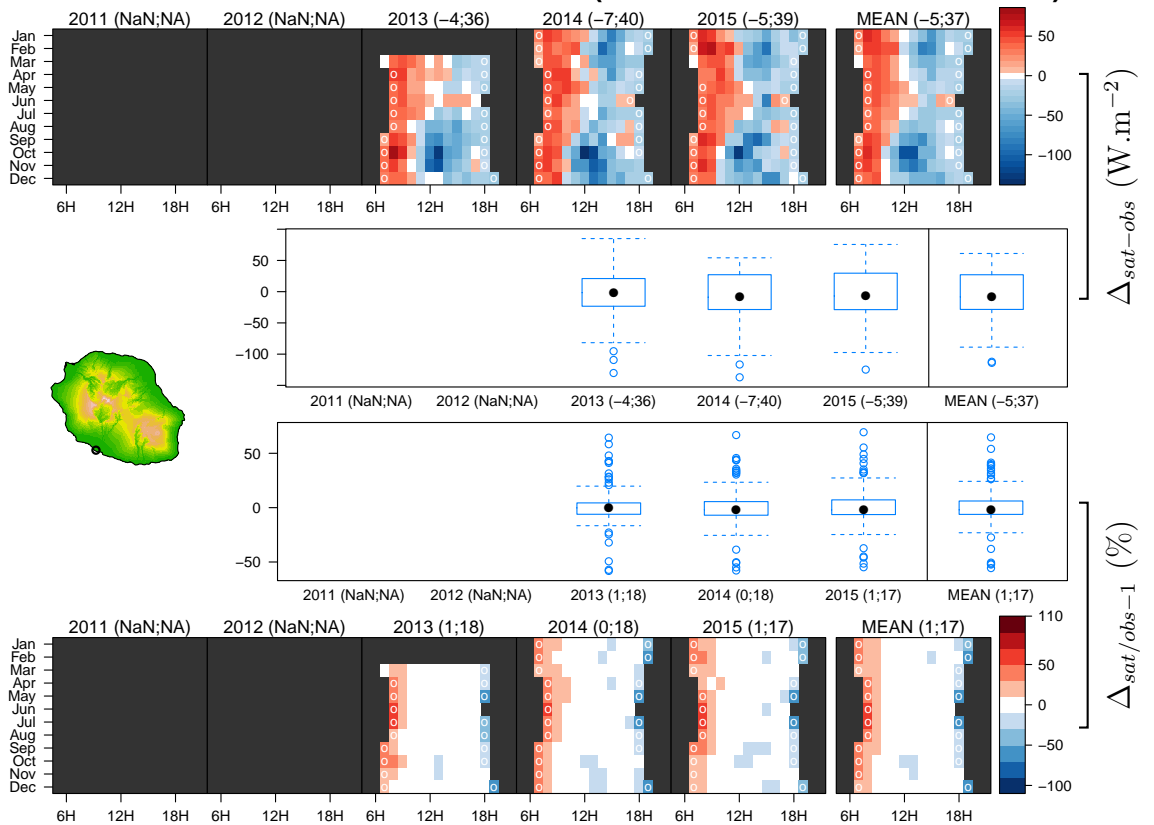 2011 (NaN;NA) 2012 (NaN;NA) 2013 (−4;36) 2014 (−7;40) 2015 (−5;39) MEAN (−5;37)
Jan
Feb
Mar
Apr
May
Jun
Jul
Aug
Sep
Oct
Nov
Dec
50
0
−50
−100
6H 12H 18H 6H 12H 18H 6H 12H 18H 6H 12H 18H 6H 12H 18H 6H 12H 18H
Δsat−obs (W.m−2)
50
0
−50
−100
2011 (NaN;NA) 2012 (NaN;NA) 2013 (−4;36) 2014 (−7;40) 2015 (−5;39) MEAN (−5;37)
50
0
−50
2011 (NaN;NA) 2012 (NaN;NA) 2013 (1;18) 2014 (0;18) 2015 (1;17) MEAN (1;17)
Δsat/obs−1 (%)
2011 (NaN;NA) 2012 (NaN;NA) 2013 (1;18) 2014 (0;18) 2015 (1;17) MEAN (1;17)
Jan
Feb
Mar
Apr
May
Jun
Jul
Aug
Sep
Oct
Nov
Dec
110
50
0
−50
−100
6H 12H 18H 6H 12H 18H 6H 12H 18H 6H 12H 18H 6H 12H 18H 6H 12H 18H